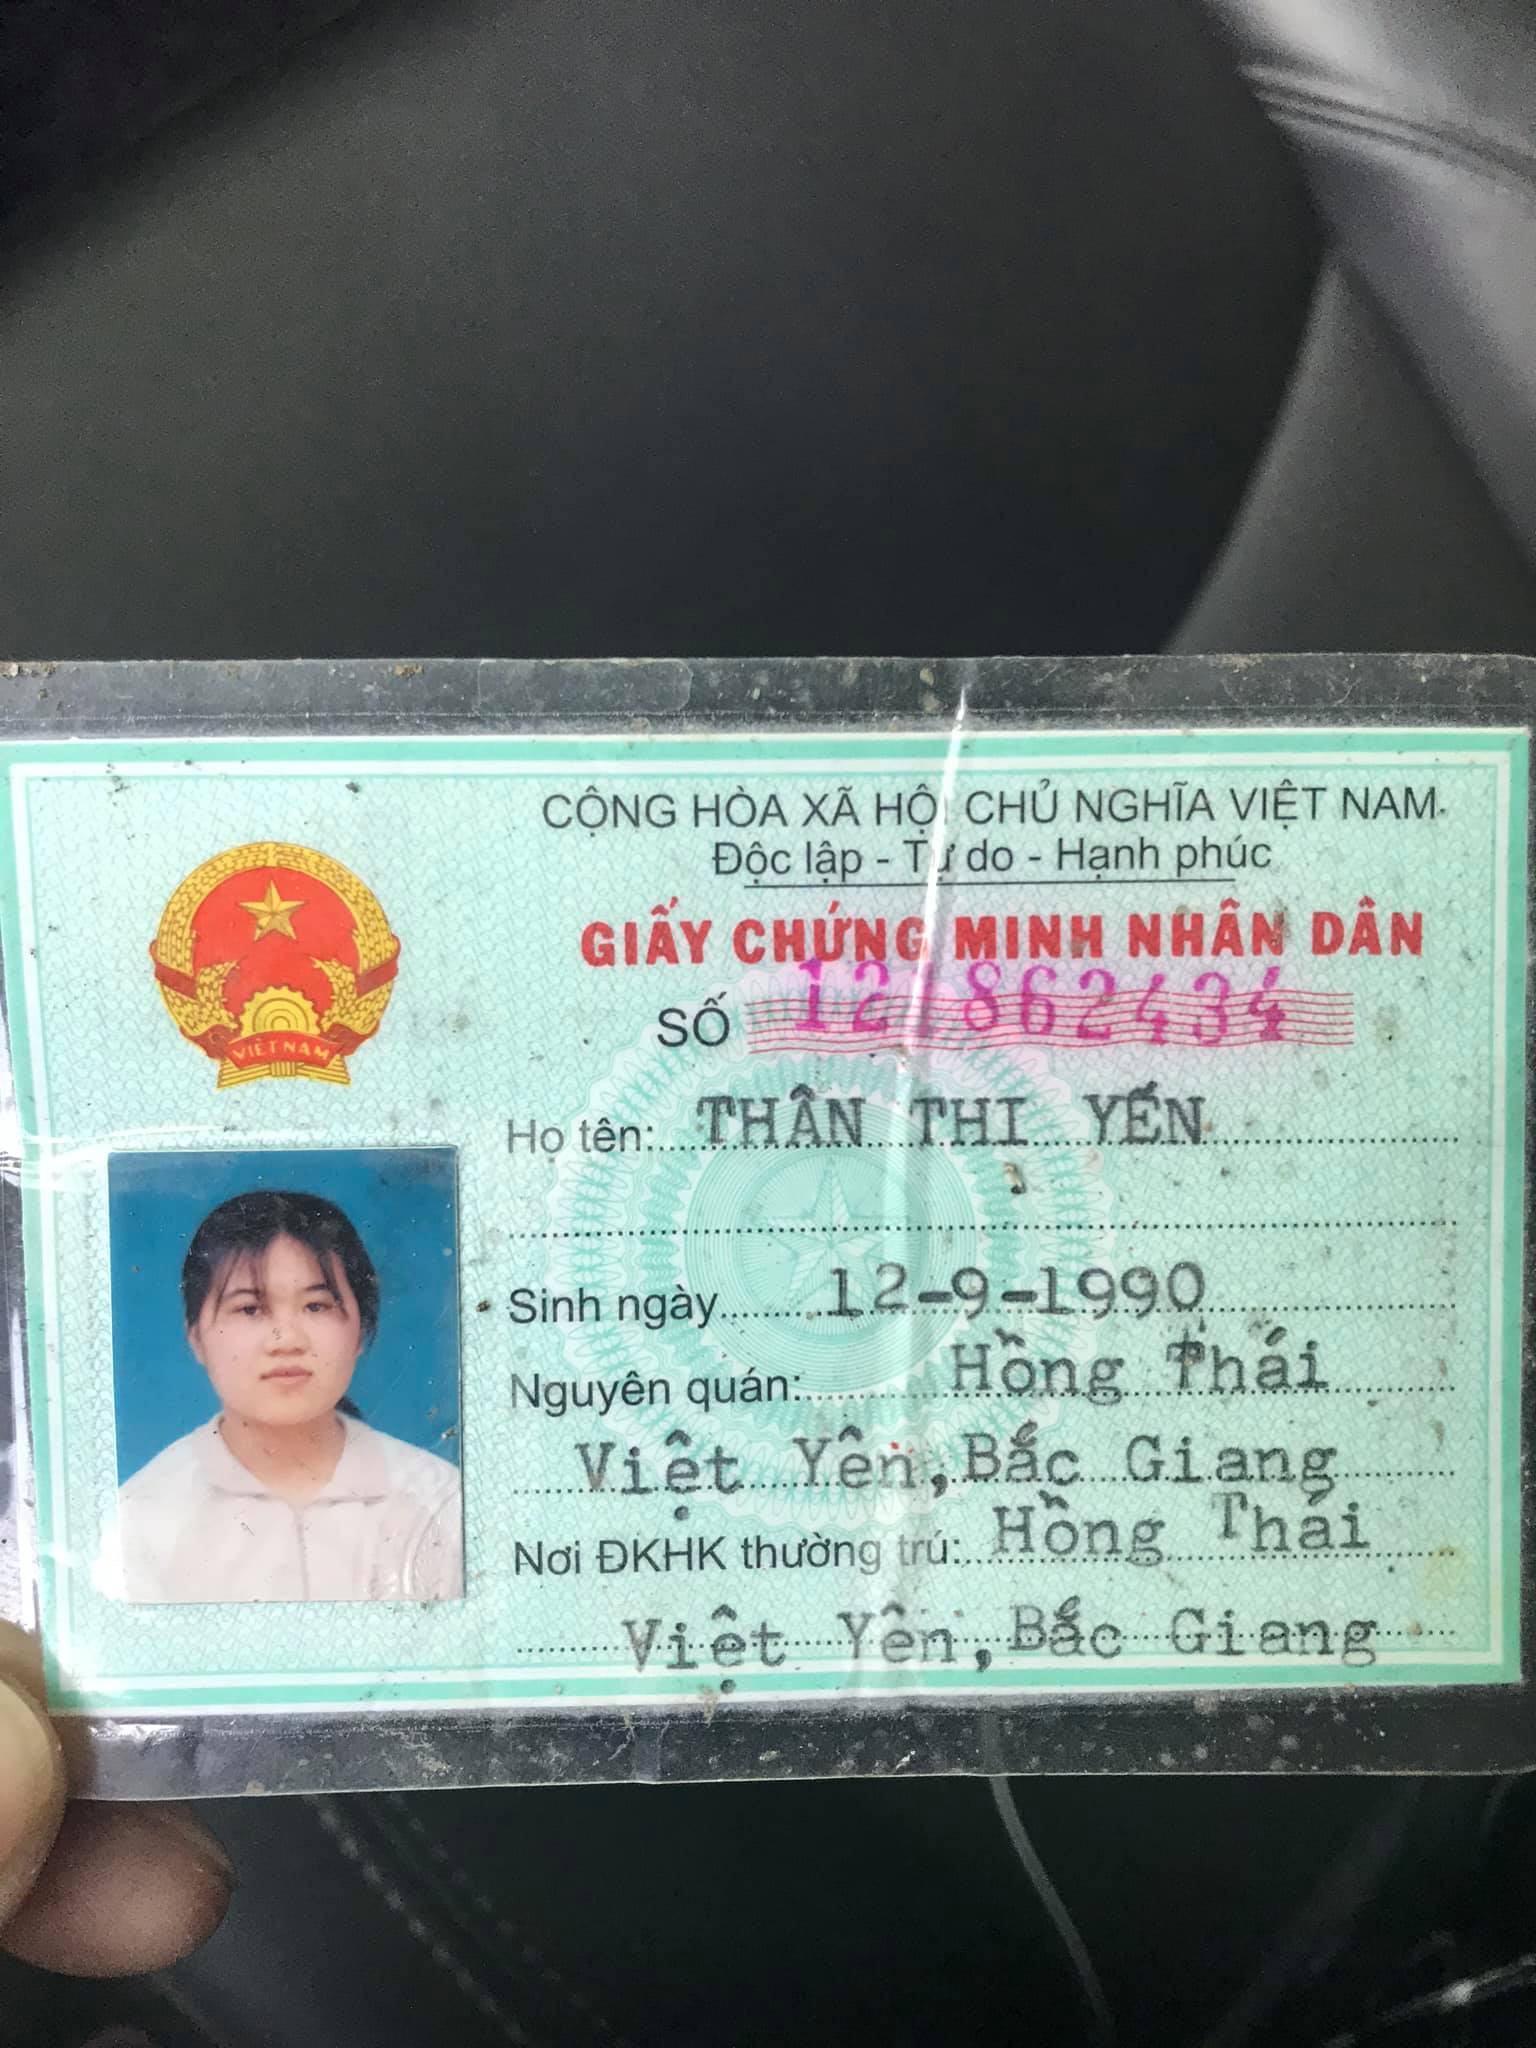 CỘNG HÒA XÃ HỘI CHỦ NGHĨA VIỆT NAM
Độc lập - Tự do - Hạnh phúc
GIẤY CHỨNG MINH NHÂN DÂN
SỐ 121862434
VIỆT NAM
Họ tên: THÂN THỊ YẾN
Sinh ngày 12-9-1990
Nguyên quán: Hồng Thái
Việt Yên, Bắc Giang
Nơi ĐKHK thường trú: Hồng Thái
Việt Yên, Bắc Giang